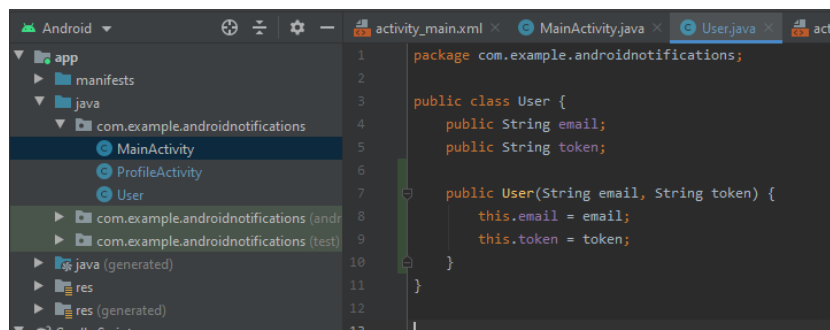 Android
activity_main.xml
MainActivity.java
User.java
app
manifests
java
com.example.androidnotifications
MainActivity
ProfileActivity
User
com.example.androidnotifications (andr
com.example.androidnotifications (test)
java (generated)
res
res (generated)
1 package com.example.androidnotifications;
2
3 public class User {
4     public String email;
5     public String token;
6
7     public User(String email, String token) {
8         this.email = email;
9         this.token = token;
10     }
11 }
12